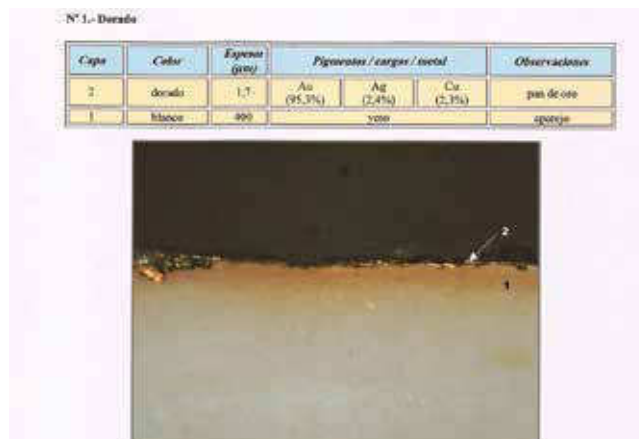 Nº 1.- Dorado
Capa Color Espesor (µm) Pigmentos / cargas / metal Observaciones
2 dorado 1,7 Au (95,3%) Ag (2,4%) Cu (2,3%) pan de oro
1 blanco 400 yeso aparejo
2
1